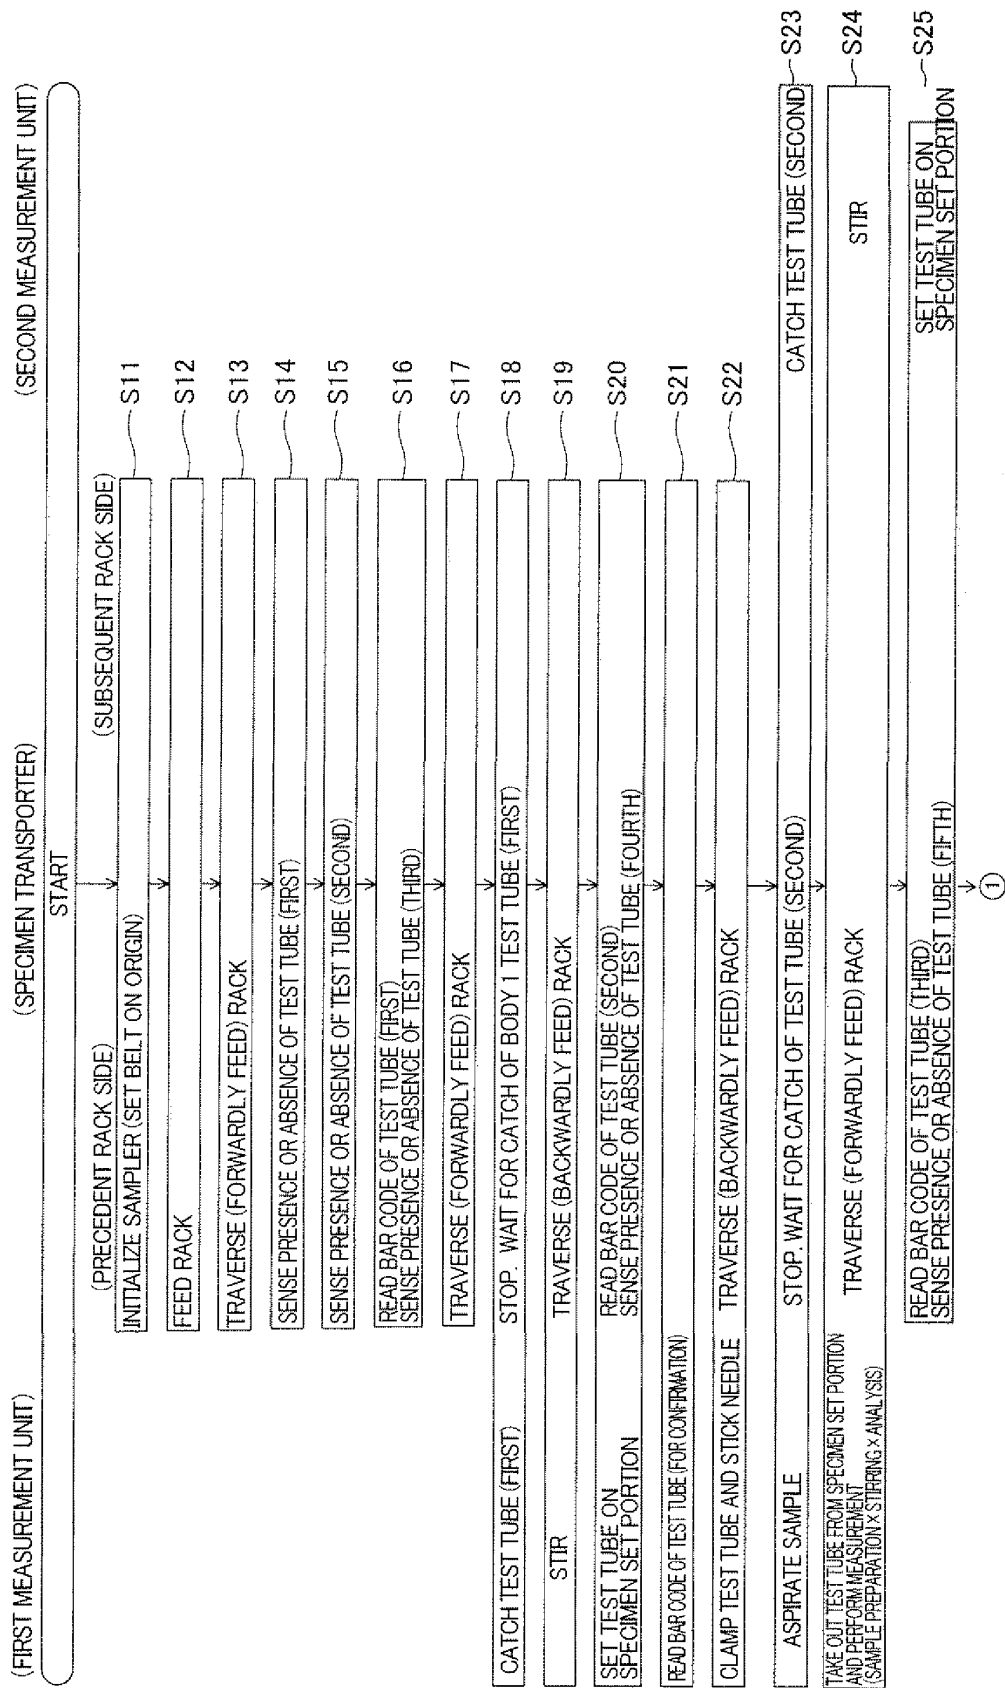 (FIRST MEASUREMENT UNIT)
(SPECIMEN TRANSPORTER)
(SECOND MEASUREMENT UNIT)
START
(PRECEDENT RACK SIDE)
(SUBSEQUENT RACK SIDE)
INITIALIZE SAMPLER (SET BELT ON ORIGIN)
S11
FEED RACK
S12
TRAVERSE (FORWARDLY FEED) RACK
S13
SENSE PRESENCE OR ABSENCE OF TEST TUBE (FIRST)
S14
SENSE PRESENCE OR ABSENCE OF TEST TUBE (SECOND)
S15
READ BAR CODE OF TEST TUBE (FIRST)
SENSE PRESENCE OR ABSENCE OF TEST TUBE (THIRD)
S16
TRAVERSE (FORWARDLY FEED) RACK
S17
CATCH TEST TUBE (FIRST)
STOP. WAIT FOR CATCH OF BODY 1 TEST TUBE (FIRST)
S18
STIR
TRAVERSE (BACKWARDLY FEED) RACK
S19
SET TEST TUBE ON
SPECIMEN SET PORTION
READ BAR CODE OF TEST TUBE (SECOND)
SENSE PRESENCE OR ABSENCE OF TEST TUBE (FOURTH)
S20
READ BAR CODE OF TEST TUBE (FOR CONFIRMATION)
S21
CLAMP TEST TUBE AND STICK NEEDLE
TRAVERSE (BACKWARDLY FEED) RACK
S22
ASPIRATE SAMPLE
STOP. WAIT FOR CATCH OF TEST TUBE (SECOND)
CATCH TEST TUBE (SECOND)
S23
TAKE OUT TEST TUBE FROM SPECIMEN SET PORTION
AND PERFORM MEASUREMENT
(SAMPLE PREPARATION × STIRRING × ANALYSIS)
TRAVERSE (FORWARDLY FEED) RACK
STIR
S24
READ BAR CODE OF TEST TUBE (THIRD)
SENSE PRESENCE OR ABSENCE OF TEST TUBE (FIFTH)
SET TEST TUBE ON
SPECIMEN SET PORTION
S25
1